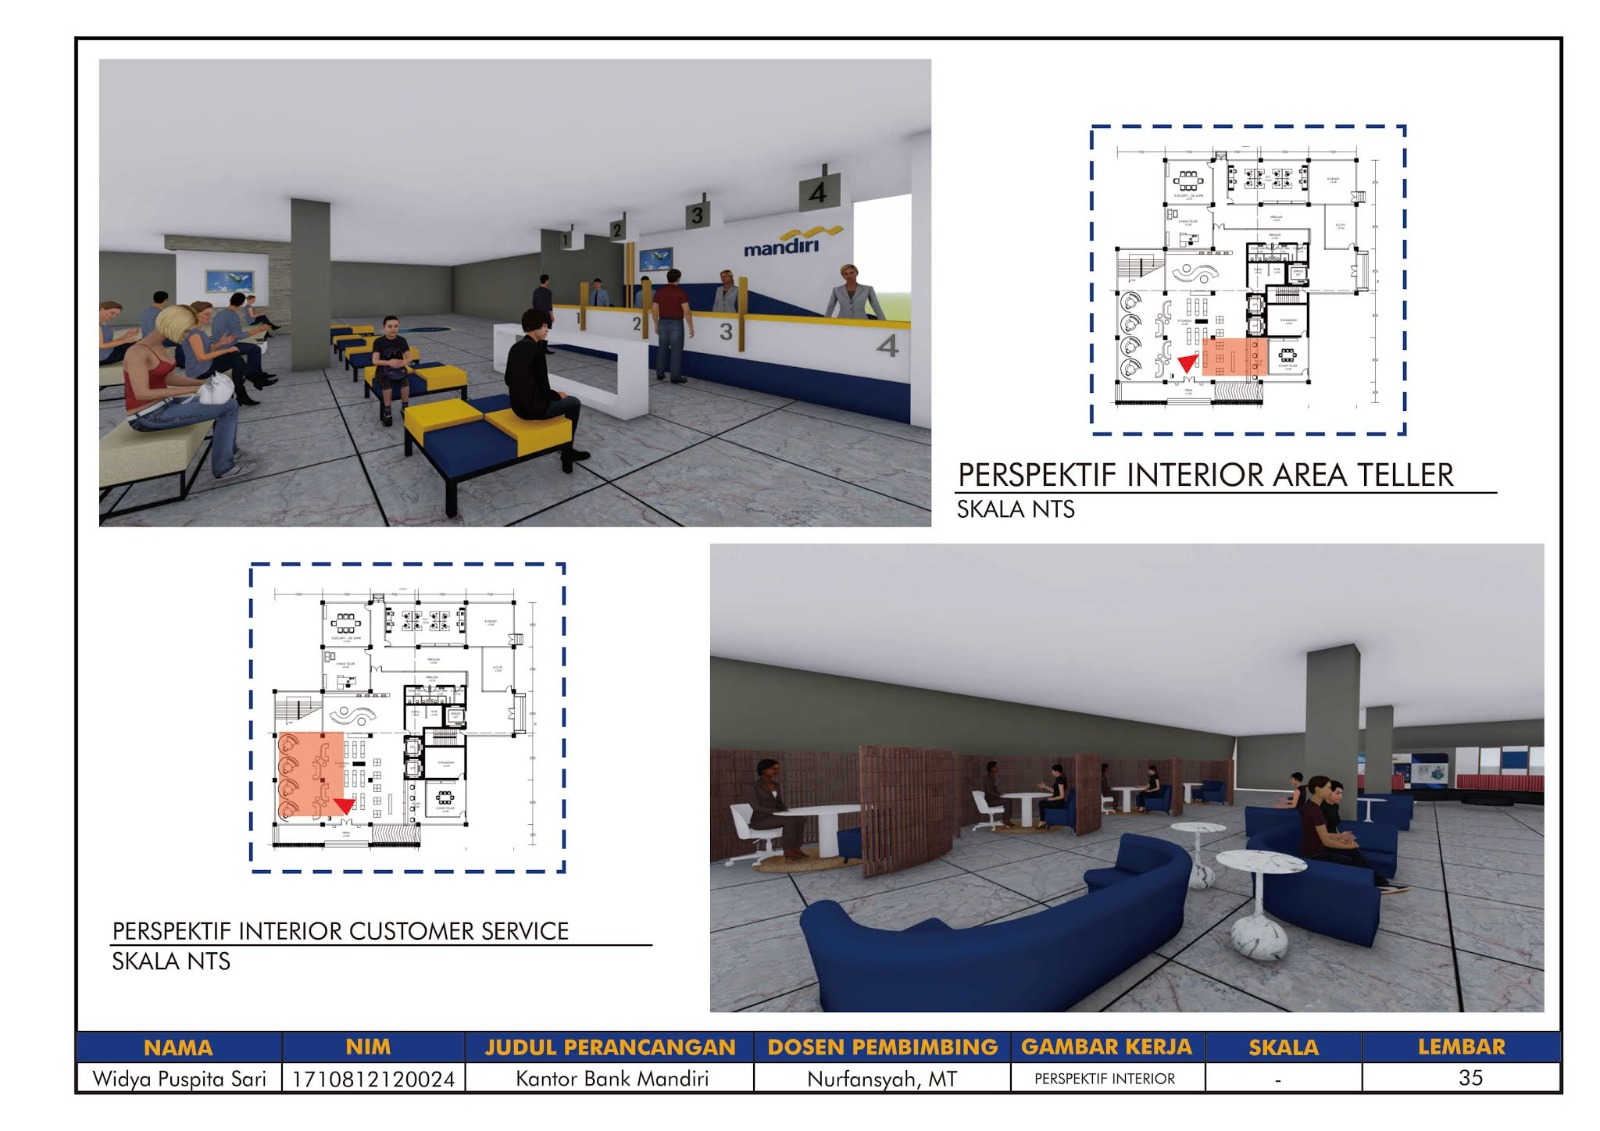 1
2
3
4
mandiri
1
2
3
4
PERSPEKTIF INTERIOR AREA TELLER
SKALA NTS
PERSPEKTIF INTERIOR CUSTOMER SERVICE
SKALA NTS
NAMA NIM JUDUL PERANCANGAN DOSEN PEMBIMBING GAMBAR KERJA SKALA LEMBAR
Widya Puspita Sari 1710812120024 Kantor Bank Mandiri Nurfansyah, MT PERSPEKTIF INTERIOR - 35